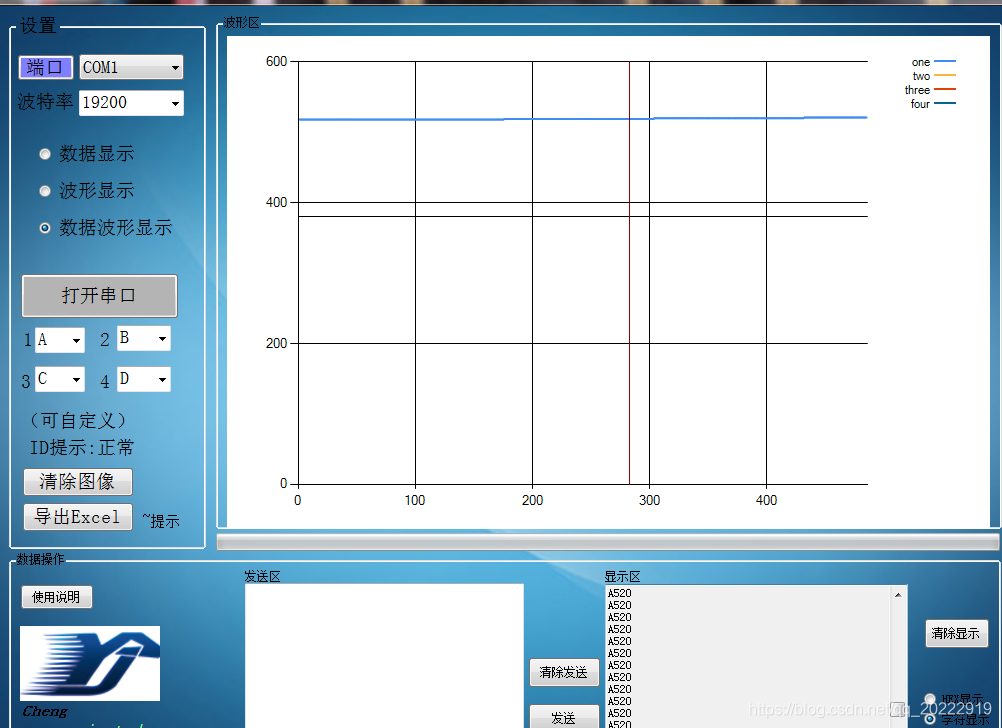 设置
端口 COM1
波特率 19200
数据显示
波形显示
数据波形显示
打开串口
1 A 2 B
3 C 4 D
（可自定义）
ID提示:正常
清除图像
导出Excel ~提示
波形区
600
400
200
0
0 100 200 300 400
one
two
three
four
数据操作
使用说明
Cheng
发送区
清除发送
发送
显示区
A520
A520
A520
A520
A520
A520
A520
A520
A520
A520
A520
A520
清除显示
HEX显示
字符显示